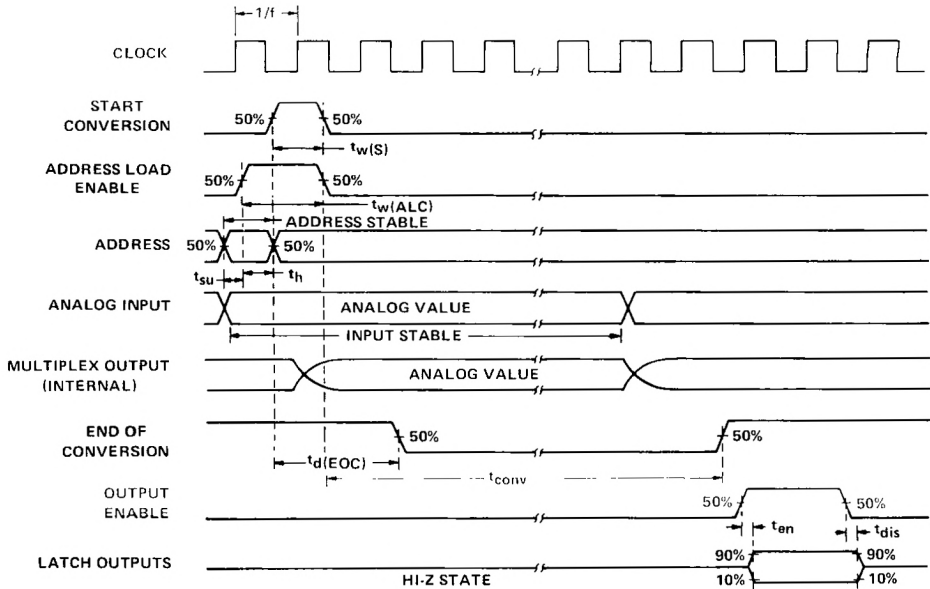 1/f
CLOCK
START
CONVERSION
50%
50%
tw(S)
ADDRESS LOAD
ENABLE
50%
50%
tw(ALC)
ADDRESS STABLE
ADDRESS
50%
50%
tsu
th
ANALOG INPUT
ANALOG VALUE
INPUT STABLE
MULTIPLEX OUTPUT
(INTERNAL)
ANALOG VALUE
END OF
CONVERSION
50%
50%
td(EOC)
tconv
OUTPUT
ENABLE
50%
50%
ten
tdis
LATCH OUTPUTS
90%
90%
HI-Z STATE
10%
10%